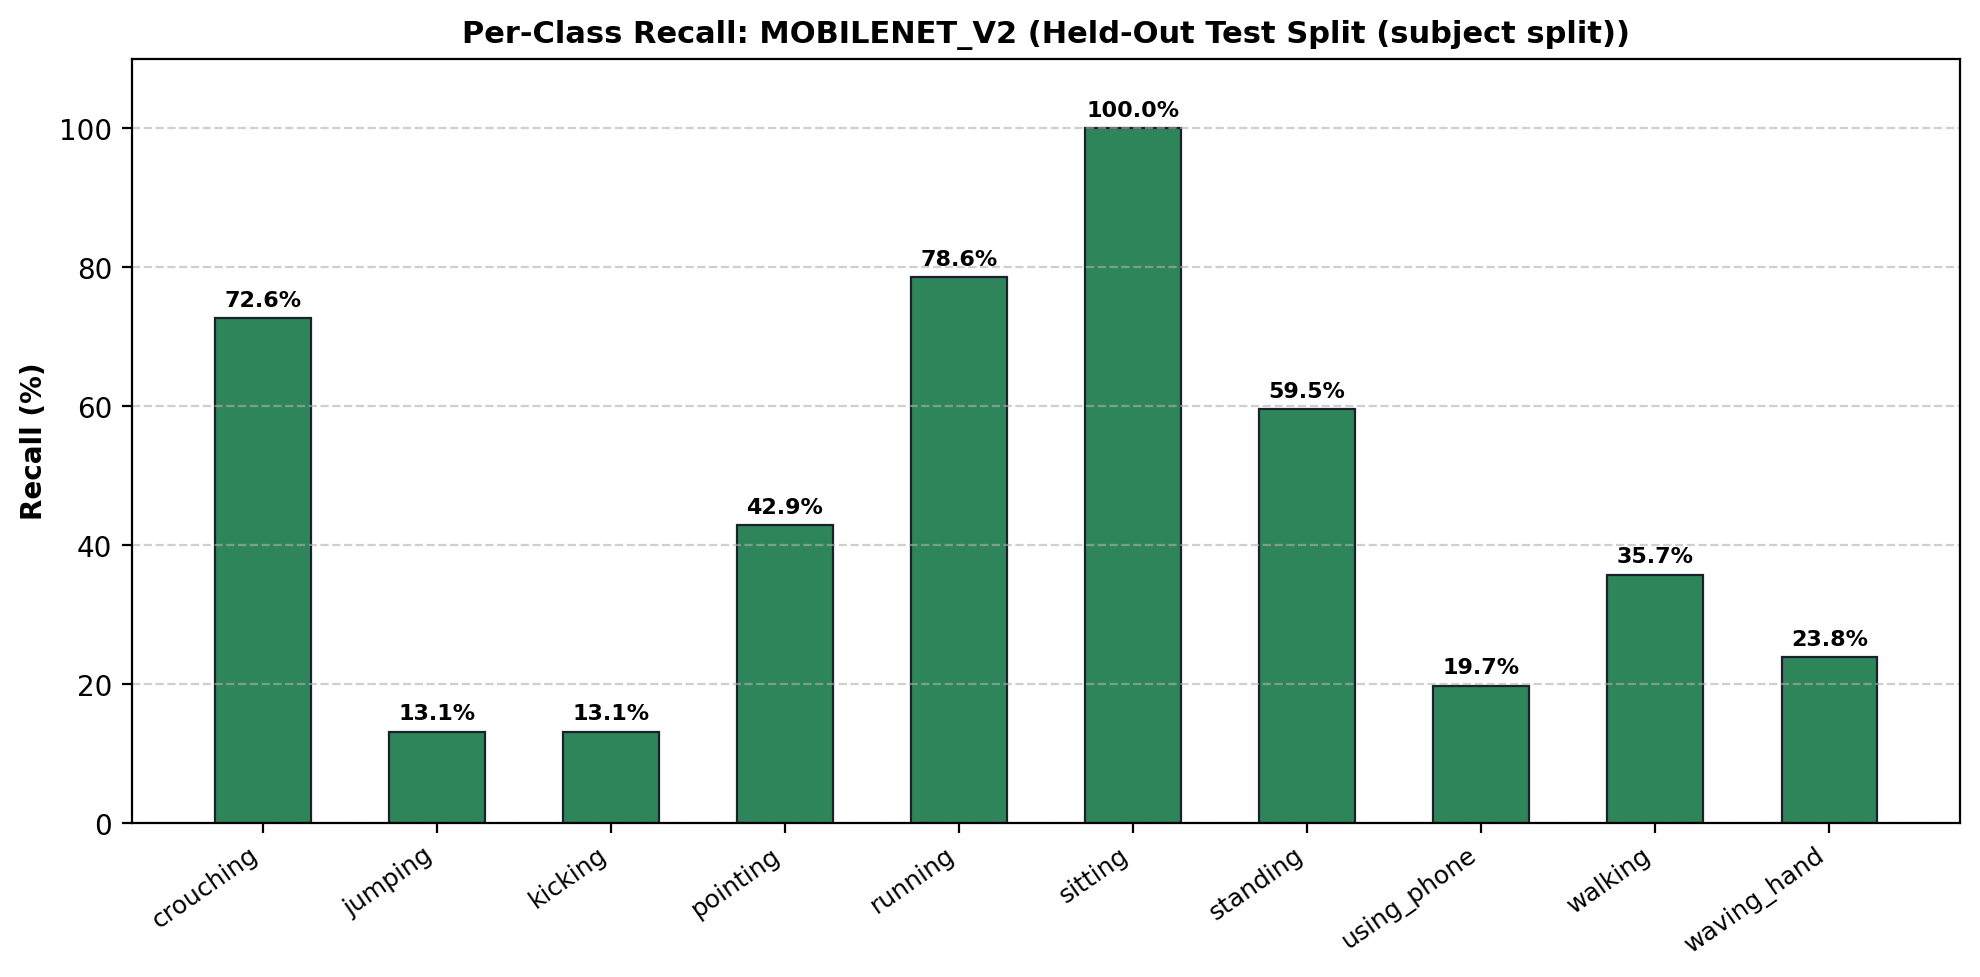 Per-Class Recall: MOBILENET_V2 (Held-Out Test Split (subject split))
Recall (%)
100
80
60
40
20
0
72.6%
13.1%
13.1%
42.9%
78.6%
100.0%
59.5%
19.7%
35.7%
23.8%
crouching
jumping
kicking
pointing
running
sitting
standing
using_phone
walking
waving_hand